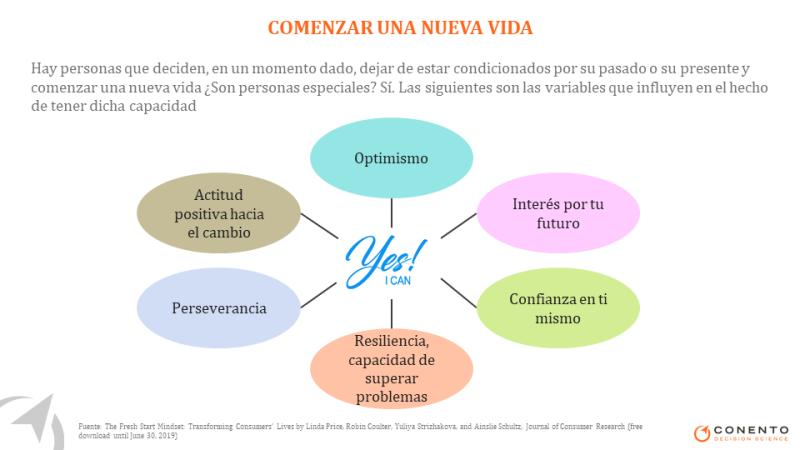 COMENZAR UNA NUEVA VIDA
Hay personas que deciden, en un momento dado, dejar de estar condicionados por su pasado o su presente y
comenzar una nueva vida ¿Son personas especiales? Sí. Las siguientes son las variables que influyen en el hecho
de tener dicha capacidad
Optimismo
Actitud
positiva hacia
el cambio
Interés por tu
futuro
Yes!
I CAN
Perseverancia
Confianza en ti
mismo
Resiliencia,
capacidad de
superar
problemas
Fuente: The Fresh Start Mindset: Transforming Consumers' Lives by Linda Price, Robin Coulter, Yuliya Strizhakova, and Ainslie Schultz, Journal of Consumer Research (free
download until June 30, 2019)
CONENTO
DECISION SCIENCE